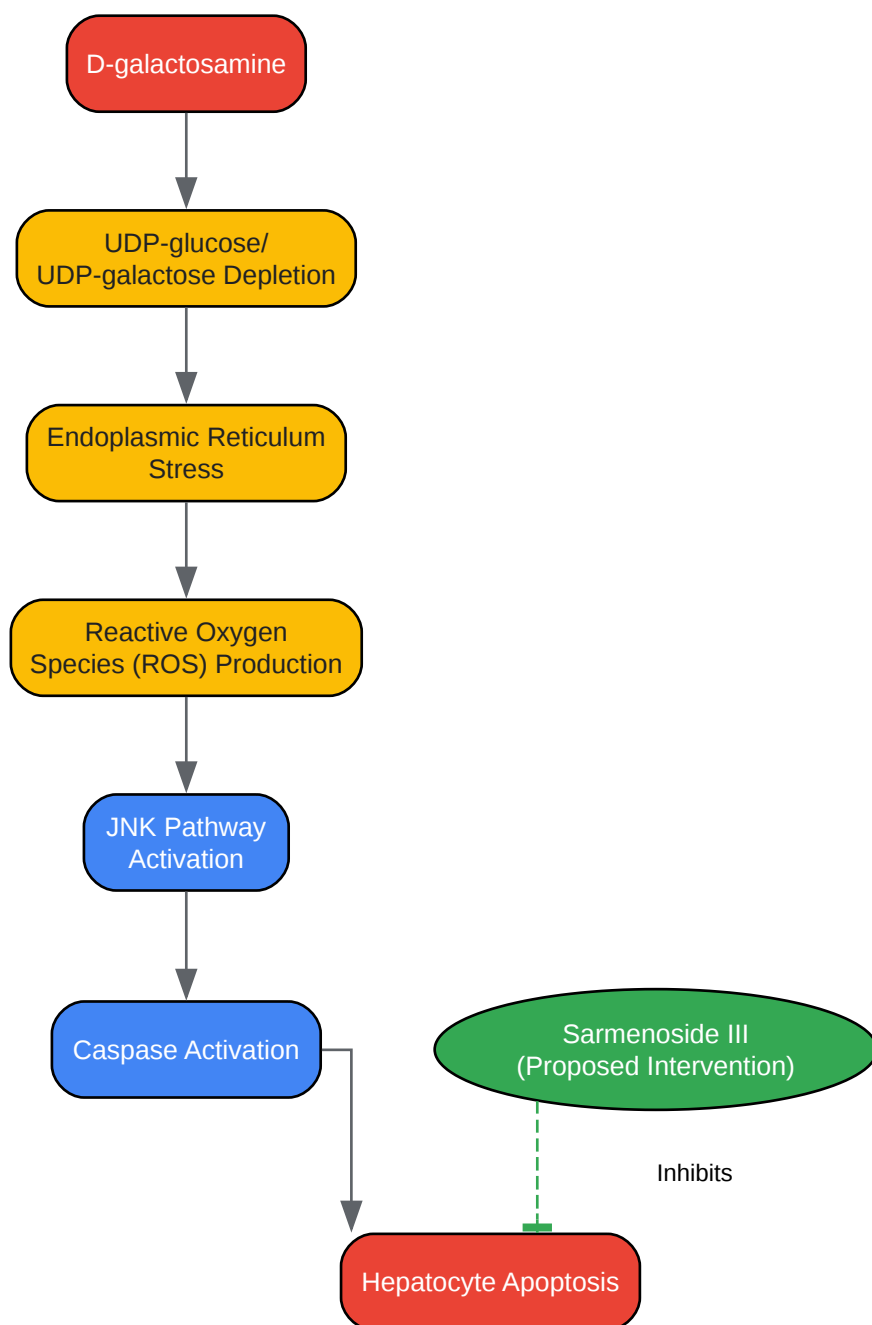 D-galactosamine
UDP-glucose/
UDP-galactose Depletion
Endoplasmic Reticulum
Stress
Reactive Oxygen
Species (ROS) Production
JNK Pathway
Activation
Caspase Activation
Sarmenoside III
(Proposed Intervention)
Inhibits
Hepatocyte Apoptosis